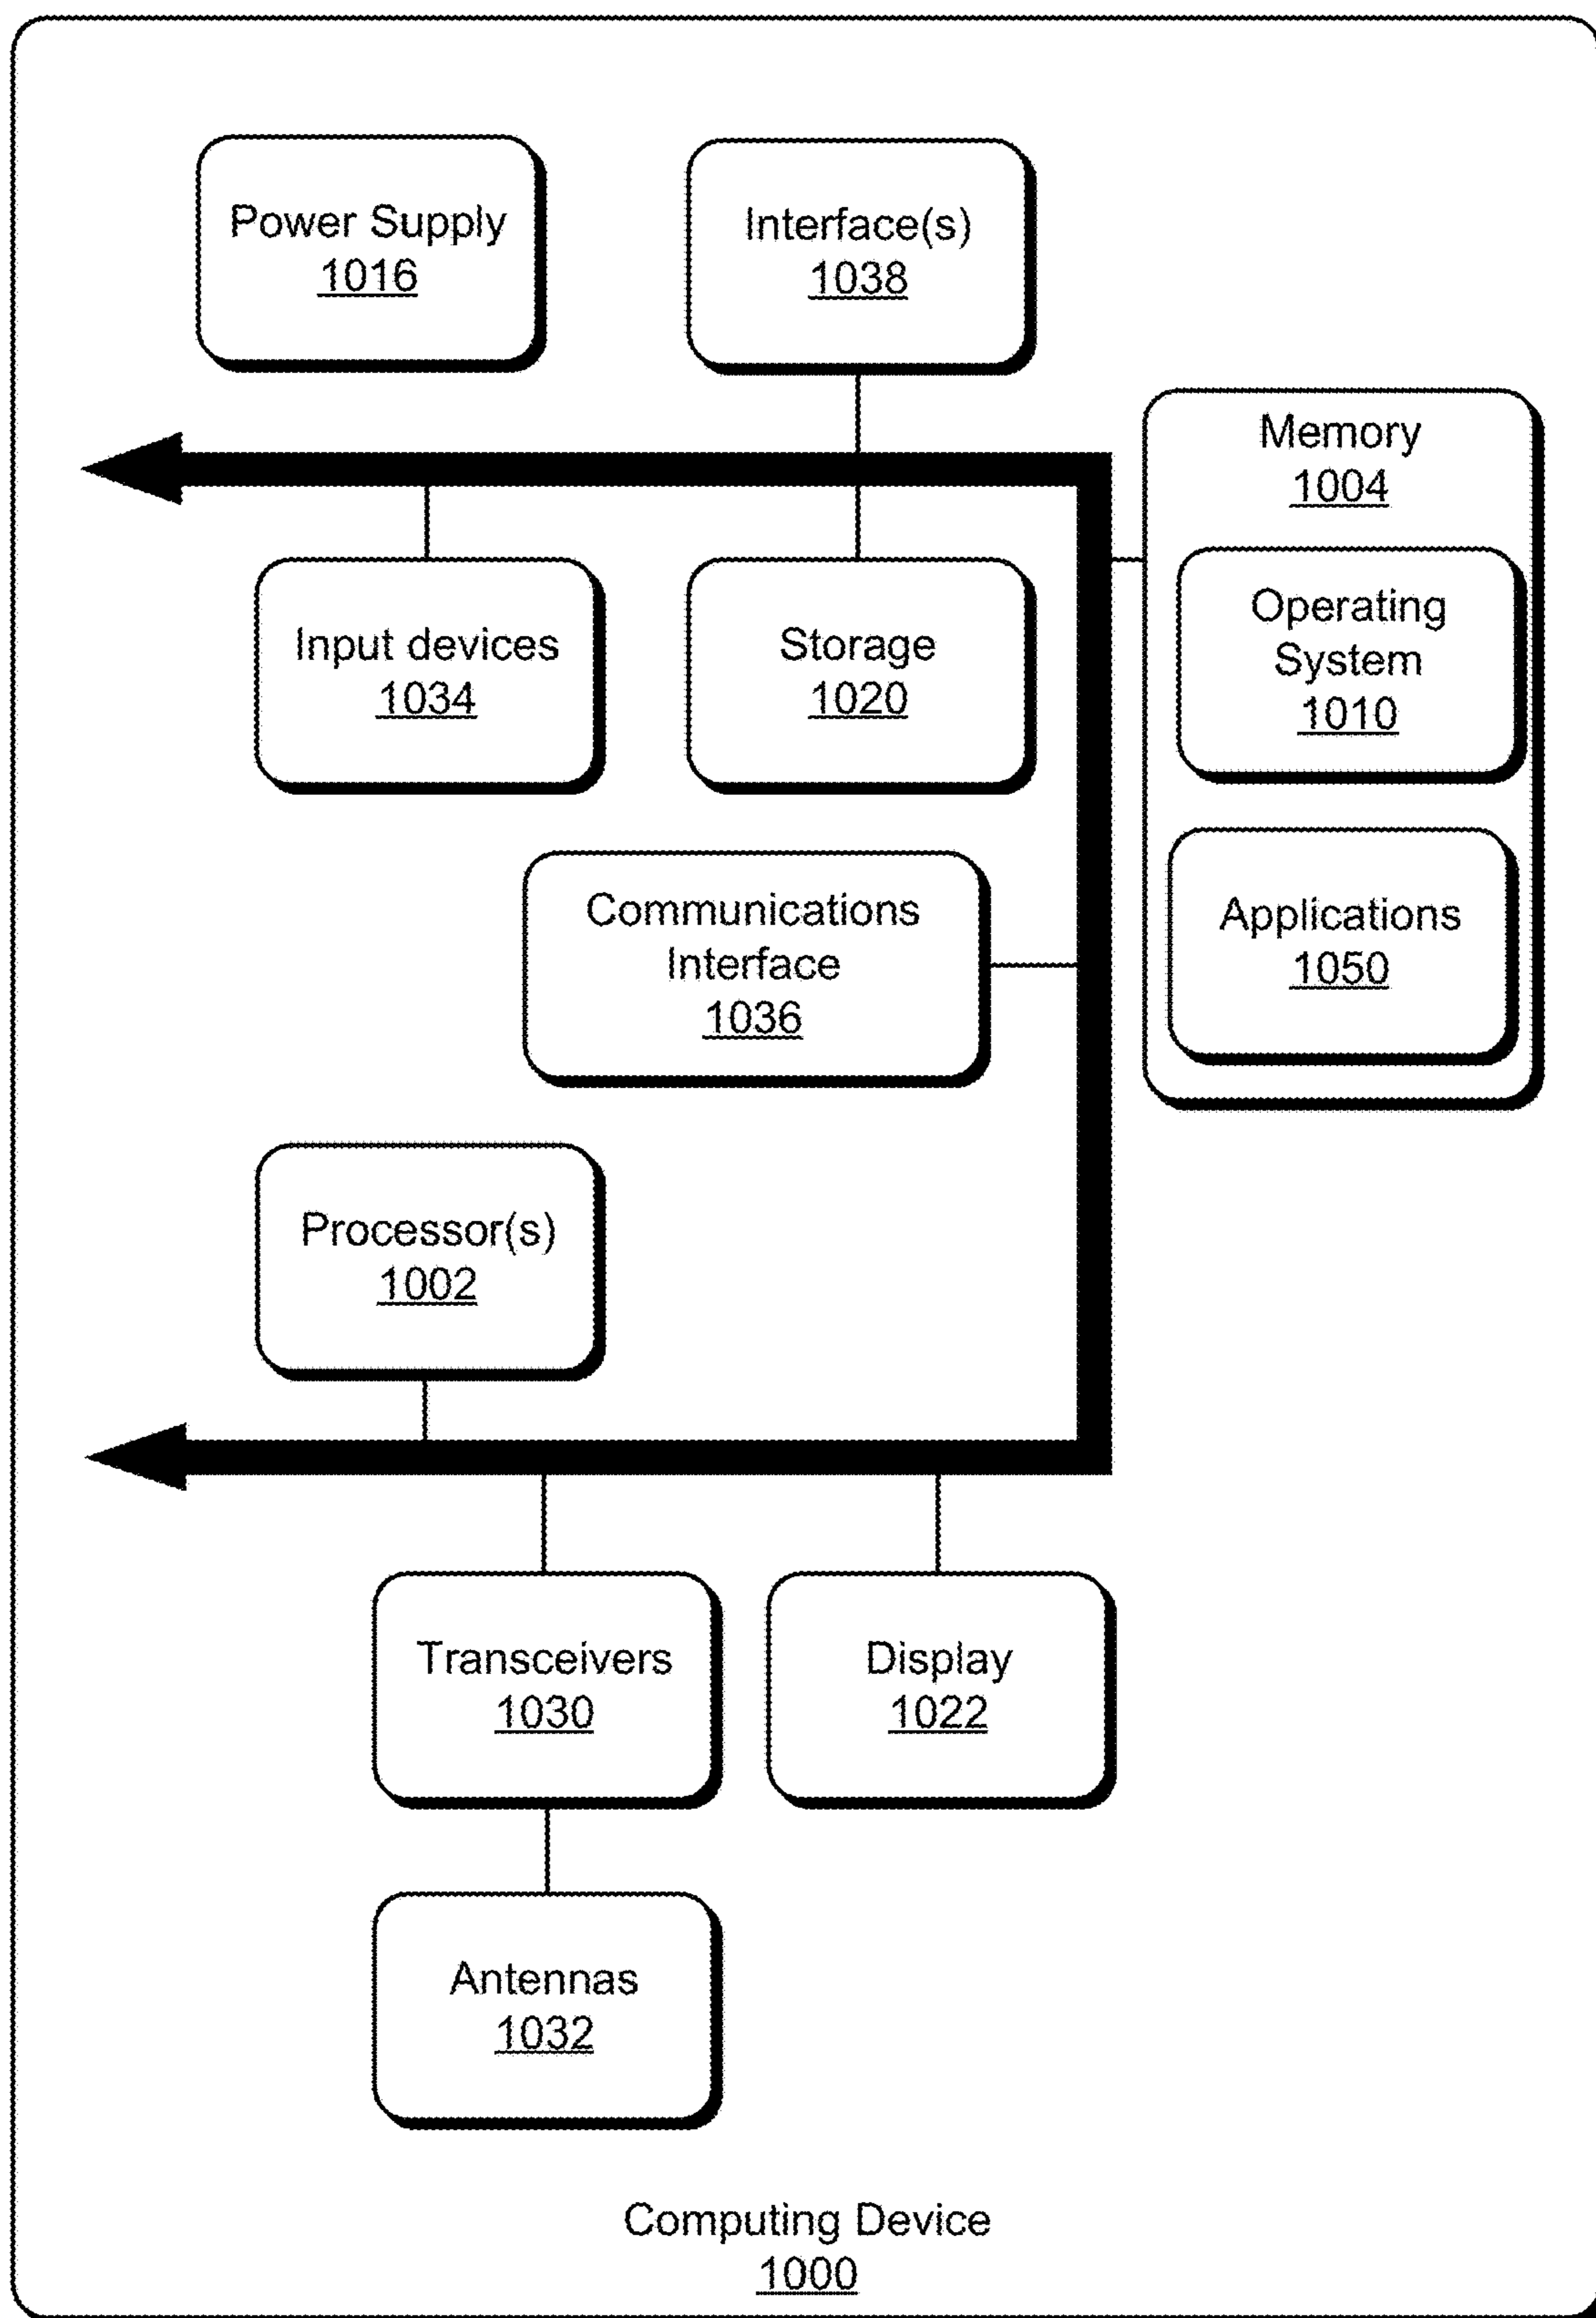 Power Supply
1016
Interface(s)
1038
Memory
1004
Operating
System
1010
Applications
1050
Input devices
1034
Storage
1020
Communications
Interface
1036
Processor(s)
1002
Transceivers
1030
Display
1022
Antennas
1032
Computing Device
1000